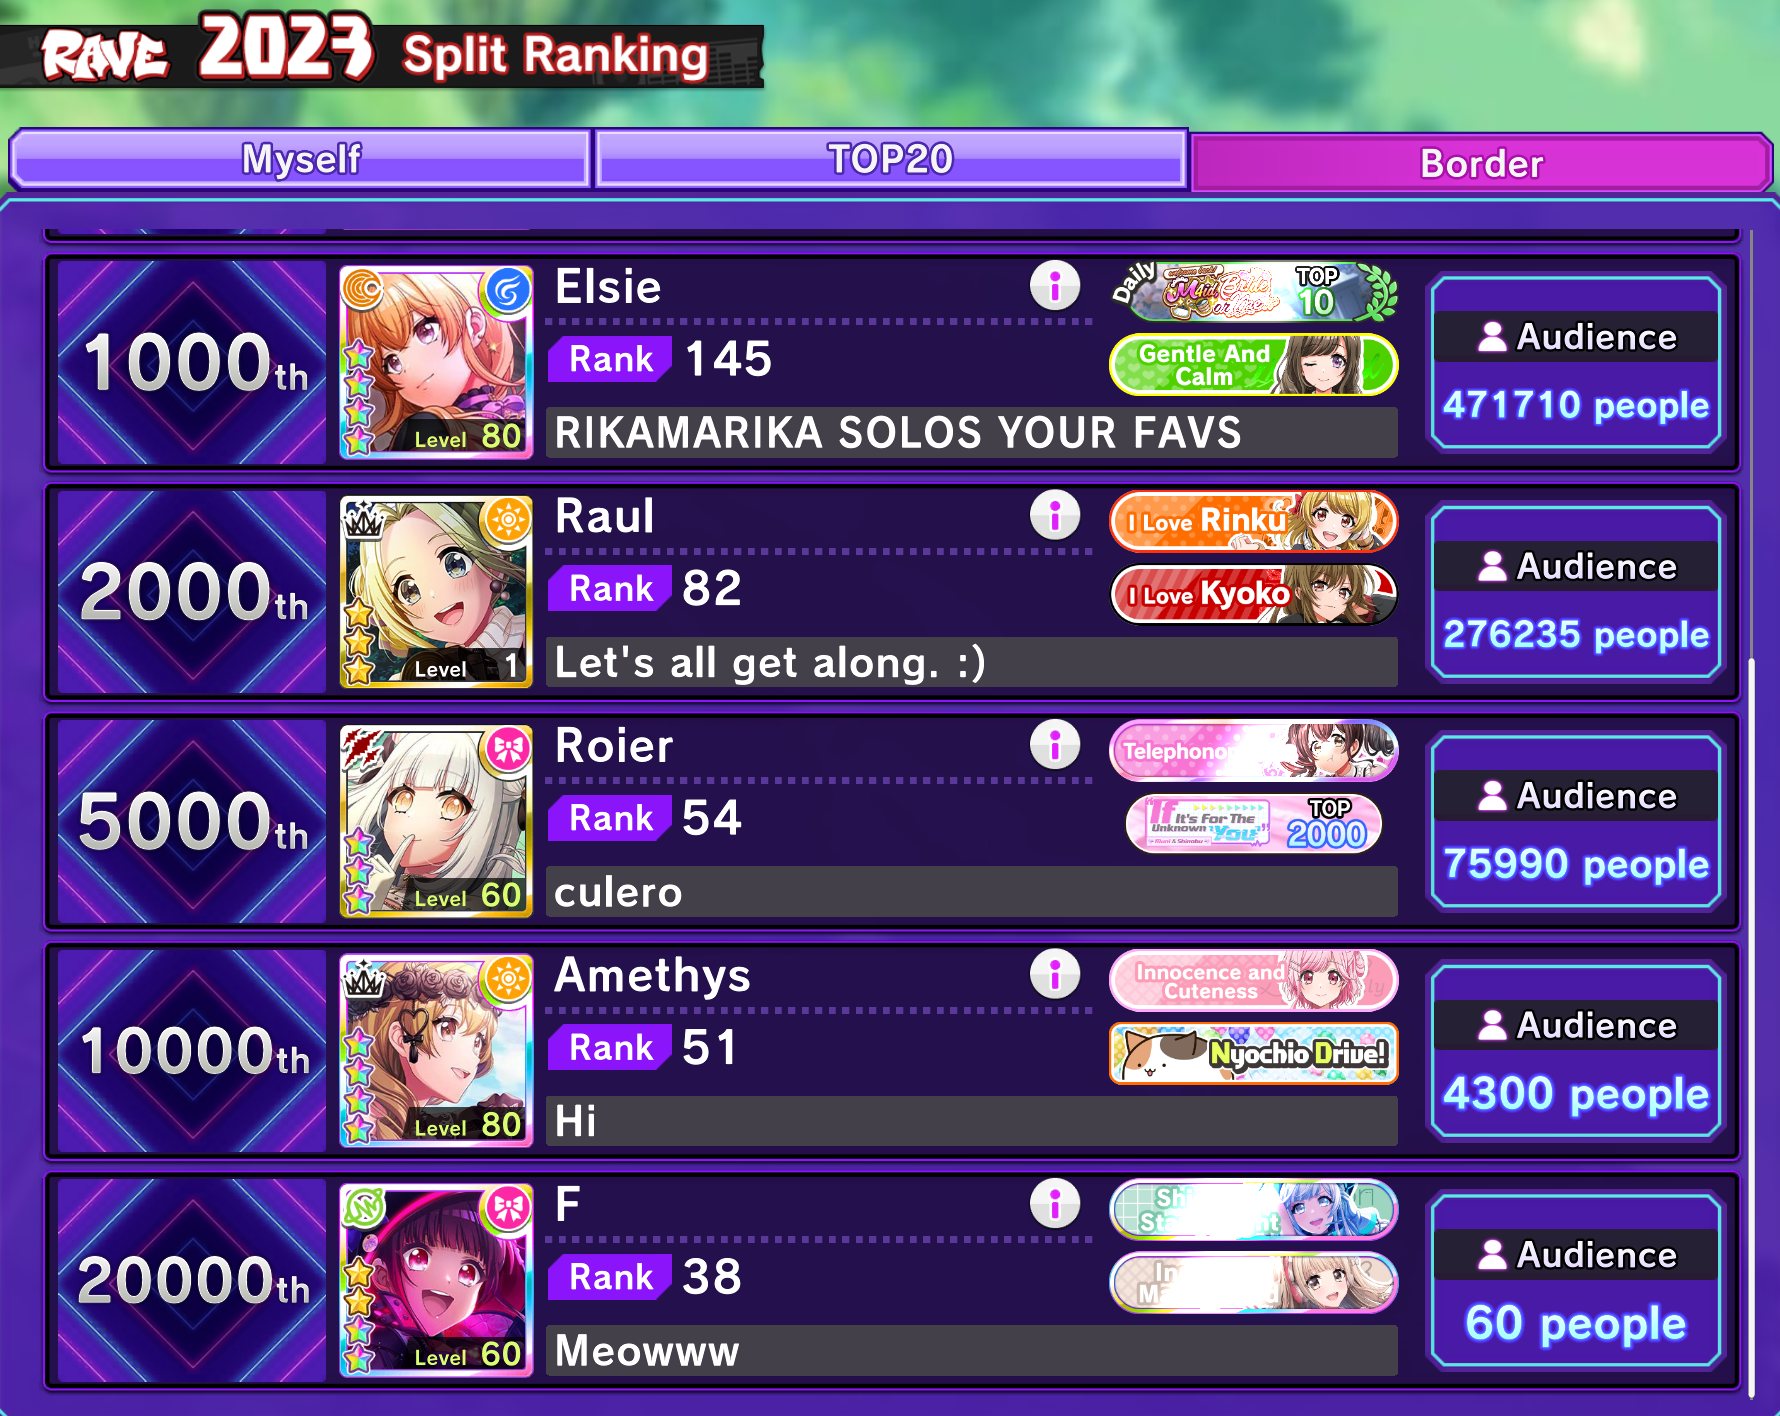 RAVE 2023 Split Ranking
Myself
TOP20
Border
1000th
Level 80
Elsie
Rank 145
RIKAMARIKA SOLOS YOUR FAVS
Daily
TOP
10
Gentle And
Calm
Audience
471710 people
2000th
Level 1
Raul
Rank 82
Let's all get along. :)
I Love Rinku
I Love Kyoko
Audience
276235 people
5000th
Level 60
Roier
Rank 54
culero
"If It's For The
Unknown "You"
TOP
2000
Audience
75990 people
10000th
Level 80
Amethys
Rank 51
Hi
Innocence and
Cuteness
Nyochio Drive!
Audience
4300 people
20000th
Level 60
F
Rank 38
Meowww
Audience
60 people